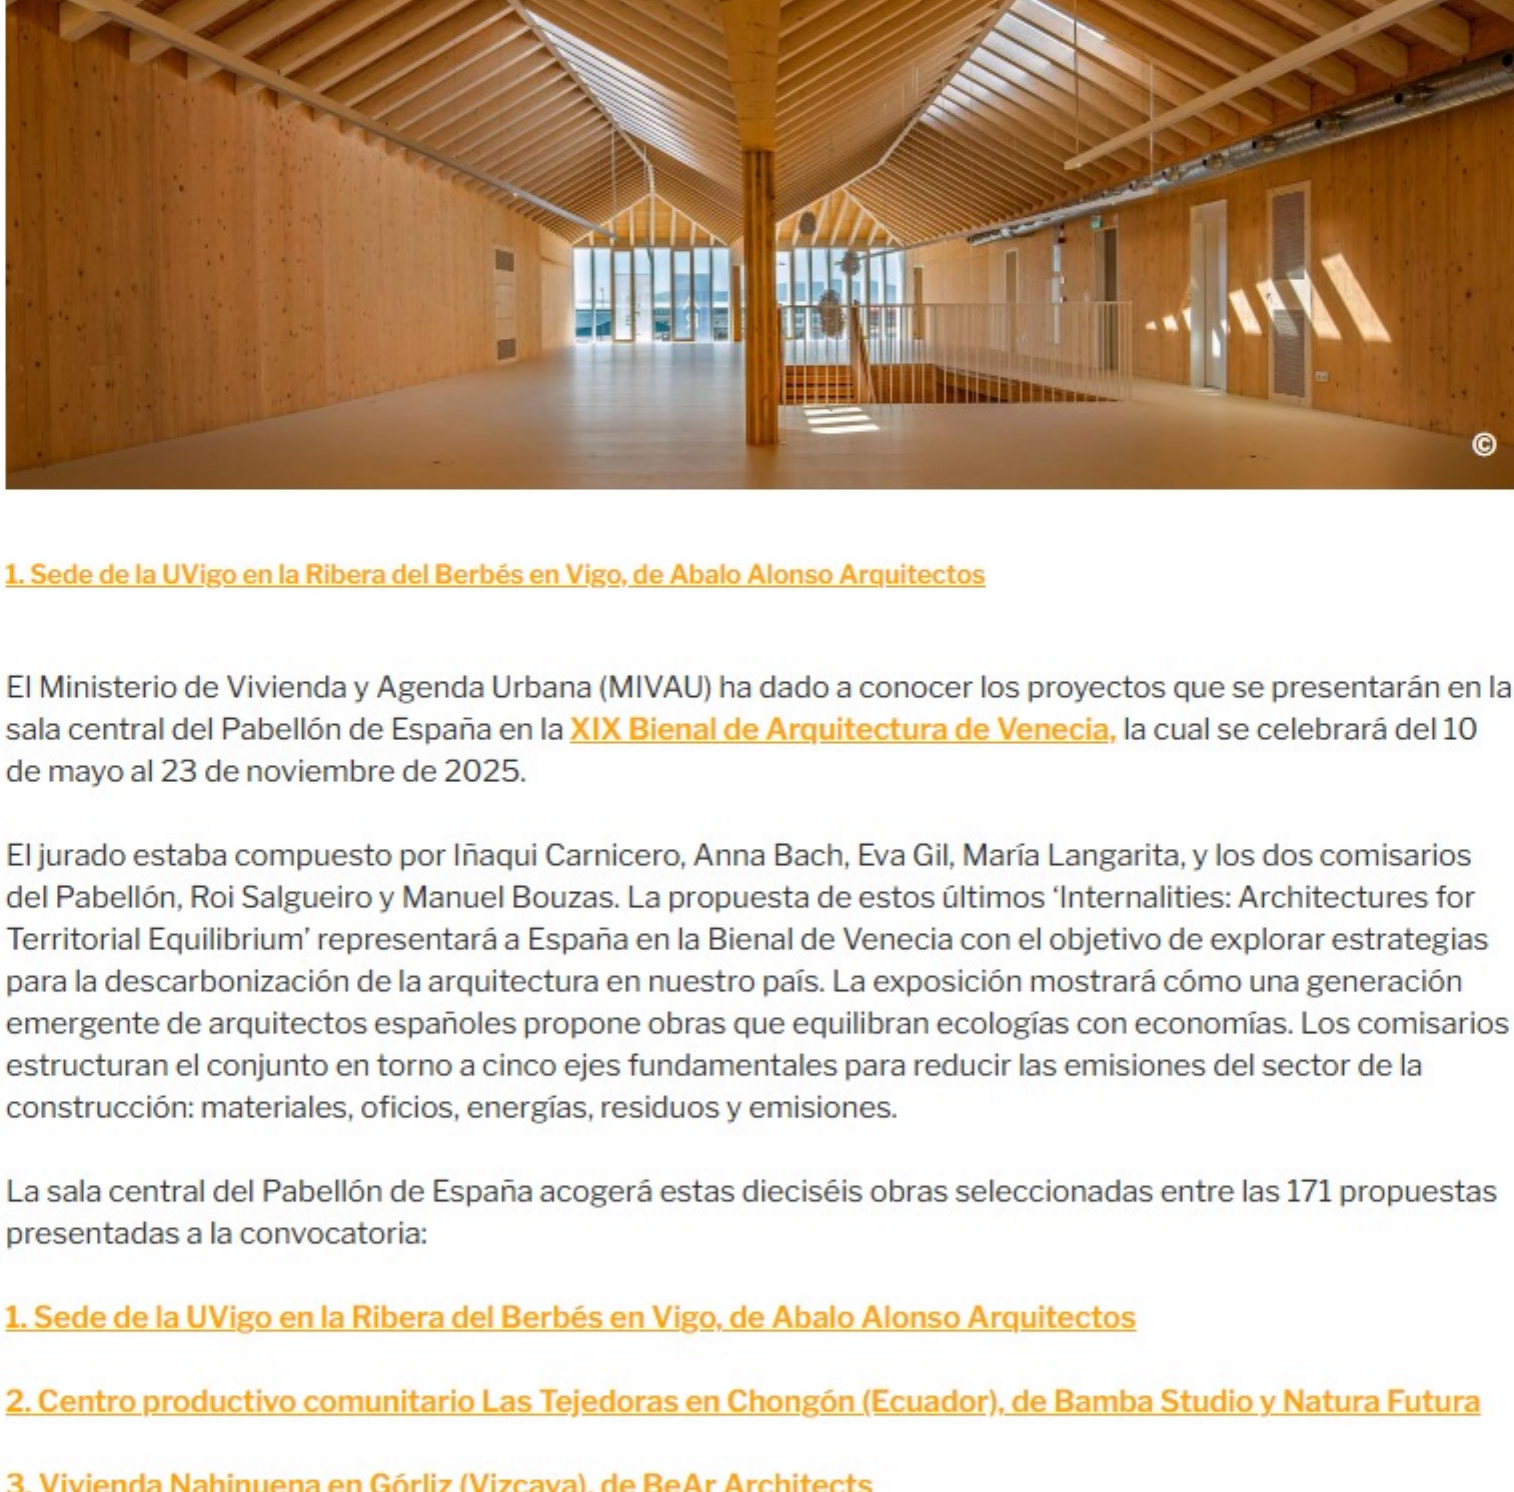 ©
1. Sede de la UVigo en la Ribera del Berbés en Vigo, de Abalo Alonso Arquitectos
El Ministerio de Vivienda y Agenda Urbana (MIVAU) ha dado a conocer los proyectos que se presentarán en la
sala central del Pabellón de España en la XIX Bienal de Arquitectura de Venecia, la cual se celebrará del 10
de mayo al 23 de noviembre de 2025.
El jurado estaba compuesto por Iñaqui Carnicero, Anna Bach, Eva Gil, María Langarita, y los dos comisarios
del Pabellón, Roi Salgueiro y Manuel Bouzas. La propuesta de estos últimos ‘Internalities: Architectures for
Territorial Equilibrium’ representará a España en la Bienal de Venecia con el objetivo de explorar estrategias
para la descarbonización de la arquitectura en nuestro país. La exposición mostrará cómo una generación
emergente de arquitectos españoles propone obras que equilibran ecologías con economías. Los comisarios
estructuran el conjunto en torno a cinco ejes fundamentales para reducir las emisiones del sector de la
construcción: materiales, oficios, energías, residuos y emisiones.
La sala central del Pabellón de España acogerá estas dieciséis obras seleccionadas entre las 171 propuestas
presentadas a la convocatoria:
1. Sede de la UVigo en la Ribera del Berbés en Vigo, de Abalo Alonso Arquitectos
2. Centro productivo comunitario Las Tejedoras en Chongón (Ecuador), de Bamba Studio y Natura Futura
3. Vivienda Nahinuena en Górliz (Vizcaya), de BeAr Architects